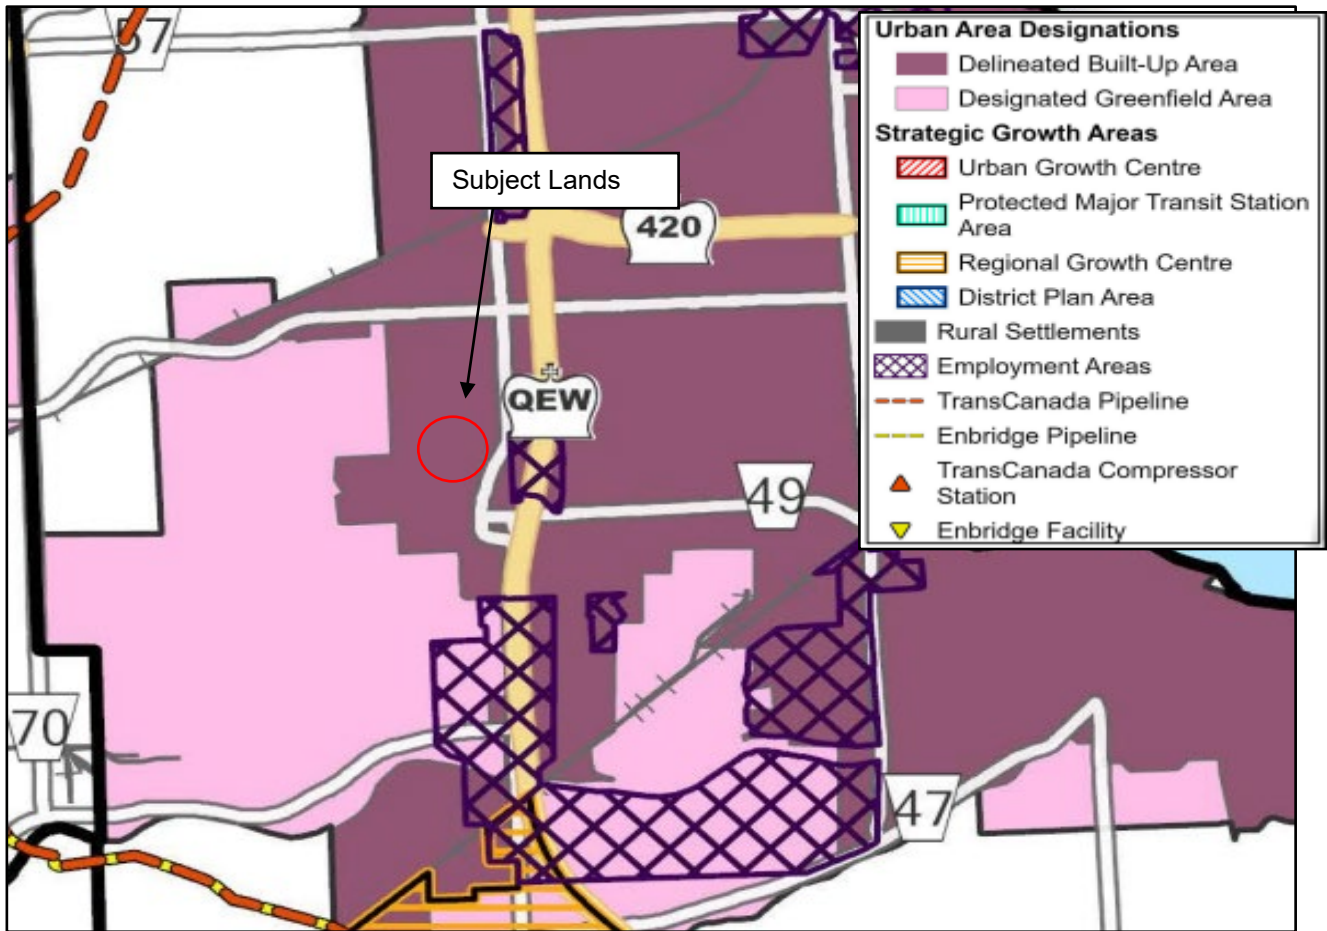 57
Subject Lands
420
QEW
49
70
47
Urban Area Designations
Delineated Built-Up Area
Designated Greenfield Area
Strategic Growth Areas
Urban Growth Centre
Protected Major Transit Station
Area
Regional Growth Centre
District Plan Area
Rural Settlements
Employment Areas
TransCanada Pipeline
Enbridge Pipeline
TransCanada Compressor
Station
Enbridge Facility